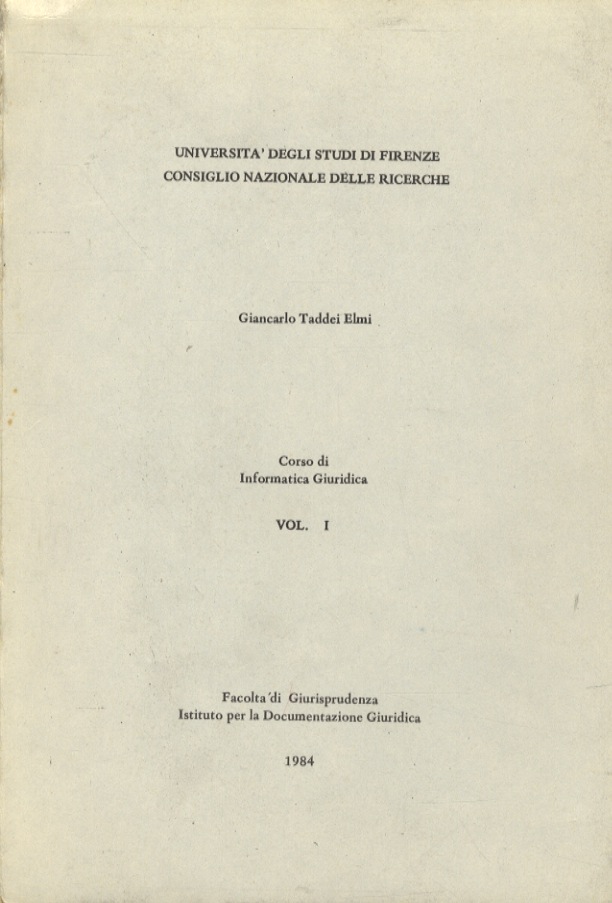 UNIVERSITA' DEGLI STUDI DI FIRENZE
CONSIGLIO NAZIONALE DELLE RICERCHE
Giancarlo Taddei Elmi
Corso di
Informatica Giuridica
VOL. I
Facolta' di Giurisprudenza
Istituto per la Documentazione Giuridica
1984